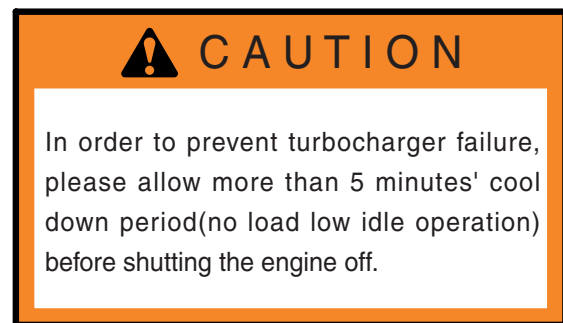 CAUTION
In order to prevent turbocharger failure,
please allow more than 5 minutes' cool
down period(no load low idle operation)
before shutting the engine off.